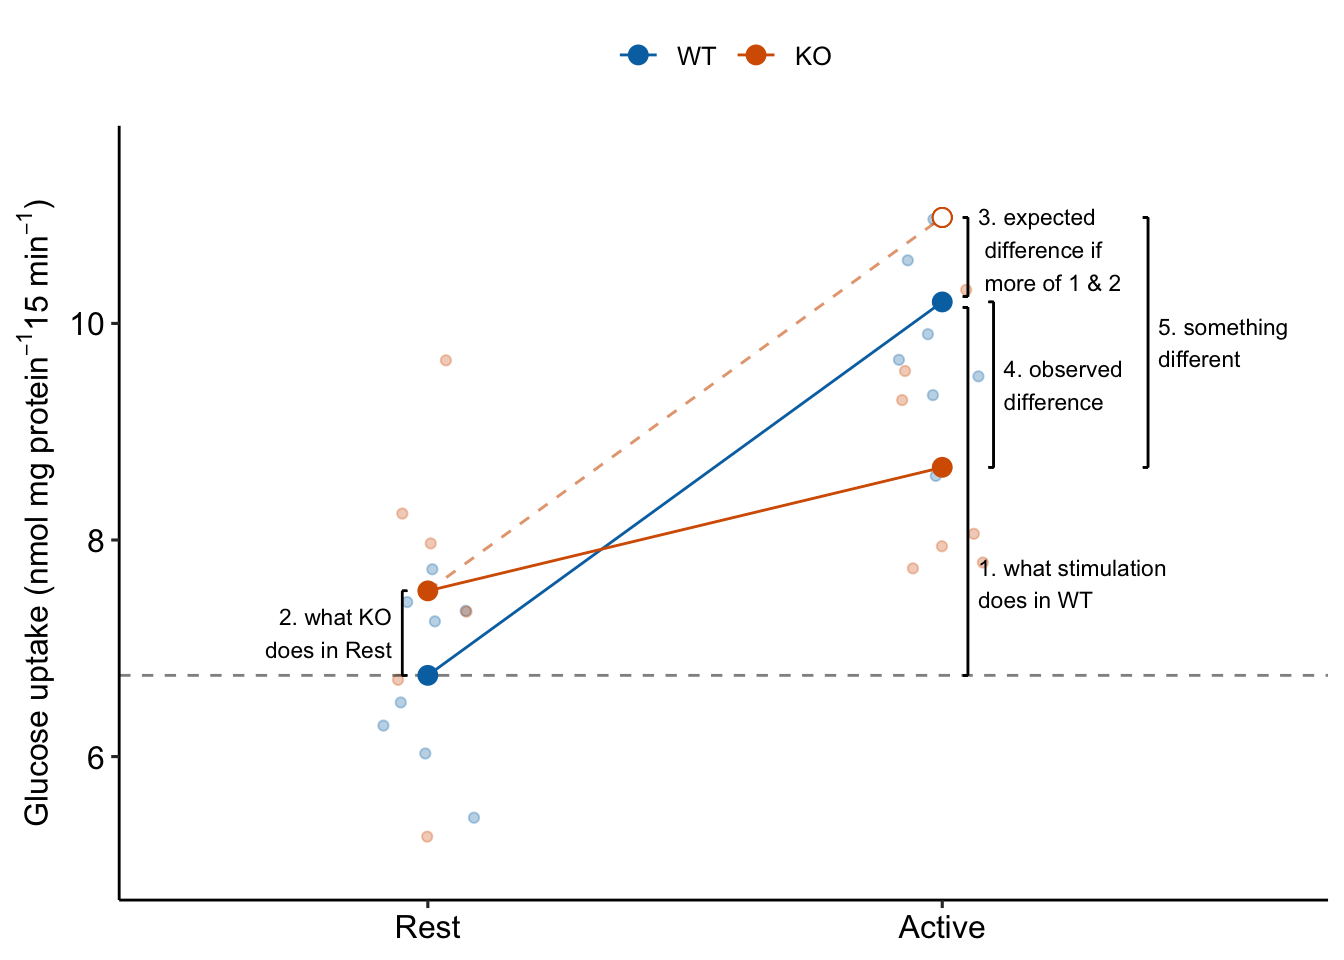 WT KO
Glucose uptake (nmol mg protein⁻¹15 min⁻¹)
10
8
6
3. expected
difference if
more of 1 & 2
5. something
different
4. observed
difference
1. what stimulation
does in WT
2. what KO
does in Rest
Rest Active